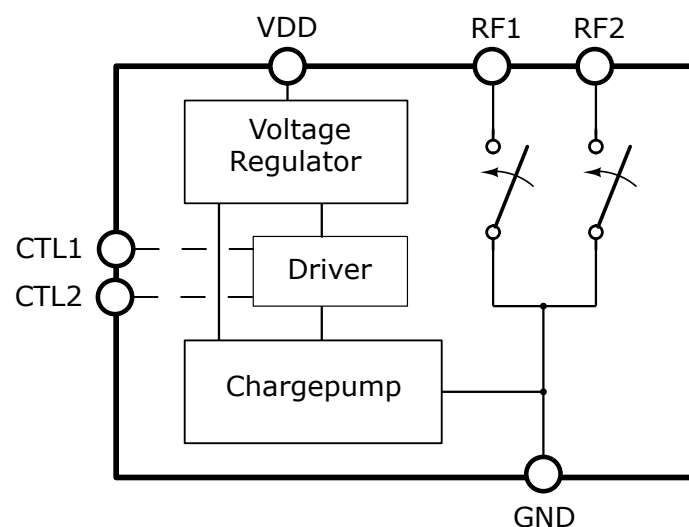 VDD
RF1
RF2
Voltage
Regulator
CTL1
Driver
CTL2
Chargepump
GND